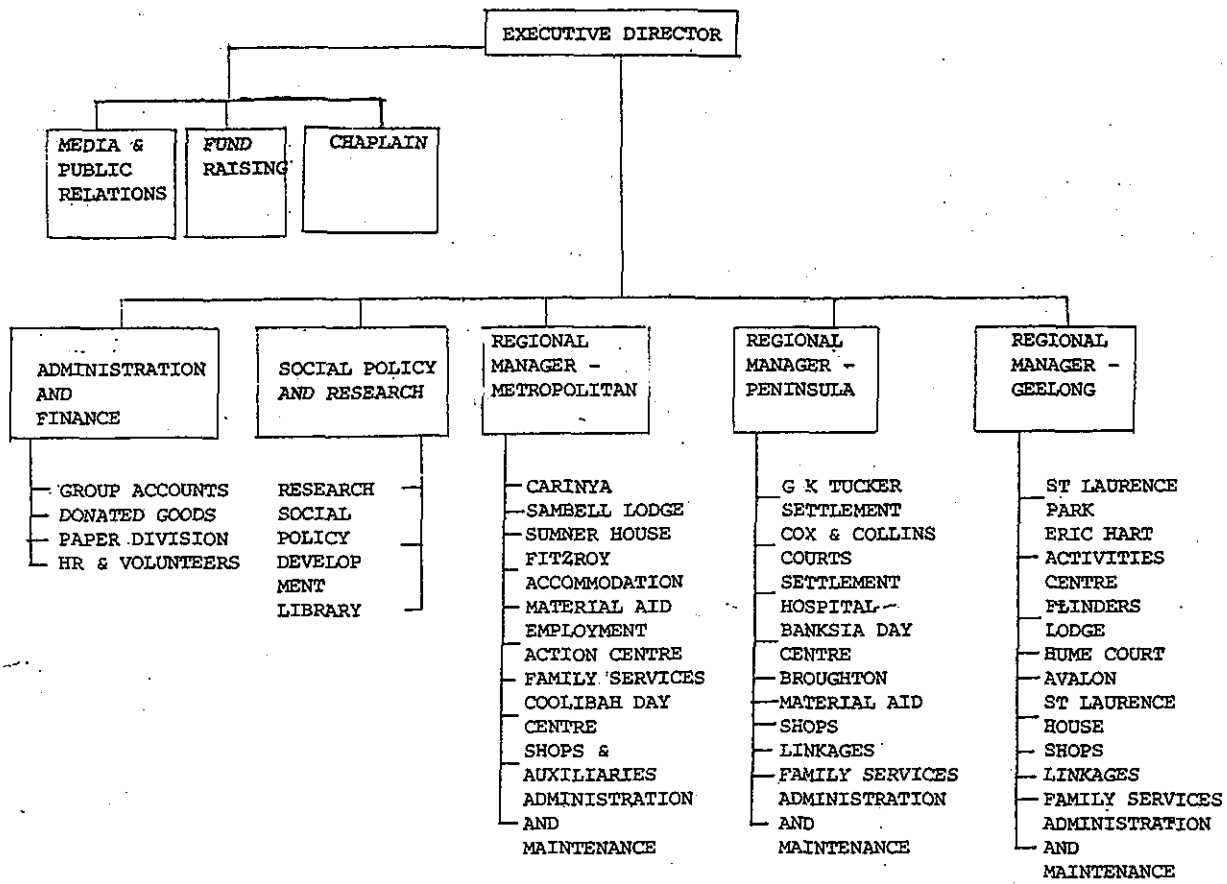 EXECUTIVE DIRECTOR
MEDIA &
PUBLIC
RELATIONS
FUND
RAISING
CHAPLAIN
ADMINISTRATION
AND
FINANCE
SOCIAL POLICY
AND RESEARCH
REGIONAL
MANAGER -
METROPOLITAN
REGIONAL
MANAGER -
PENINSULA
REGIONAL
MANAGER -
GEELONG
GROUP ACCOUNTS
DONATED GOODS
PAPER DIVISION
HR & VOLUNTEERS
RESEARCH
SOCIAL
POLICY
DEVELOP
MENT
LIBRARY
CARINYA
SAMBELL LODGE
SUMNER HOUSE
FITZROY
ACCOMMODATION
MATERIAL AID
EMPLOYMENT
ACTION CENTRE
FAMILY SERVICES
COOLIBAH DAY
CENTRE
SHOPS &
AUXILIARIES
ADMINISTRATION
AND
MAINTENANCE
G K TUCKER
SETTLEMENT
COX & COLLINS
COURTS
SETTLEMENT
HOSPITAL
BANKSIA DAY
CENTRE
BROUGHTON
MATERIAL AID
SHOPS
LINKAGES
FAMILY SERVICES
ADMINISTRATION
AND
MAINTENANCE
ST LAURENCE
PARK
ERIC HART
ACTIVITIES
CENTRE
FLINDERS
LODGE
HUME COURT
AVALON
ST LAURENCE
HOUSE
SHOPS
LINKAGES
FAMILY SERVICES
ADMINISTRATION
AND
MAINTENANCE